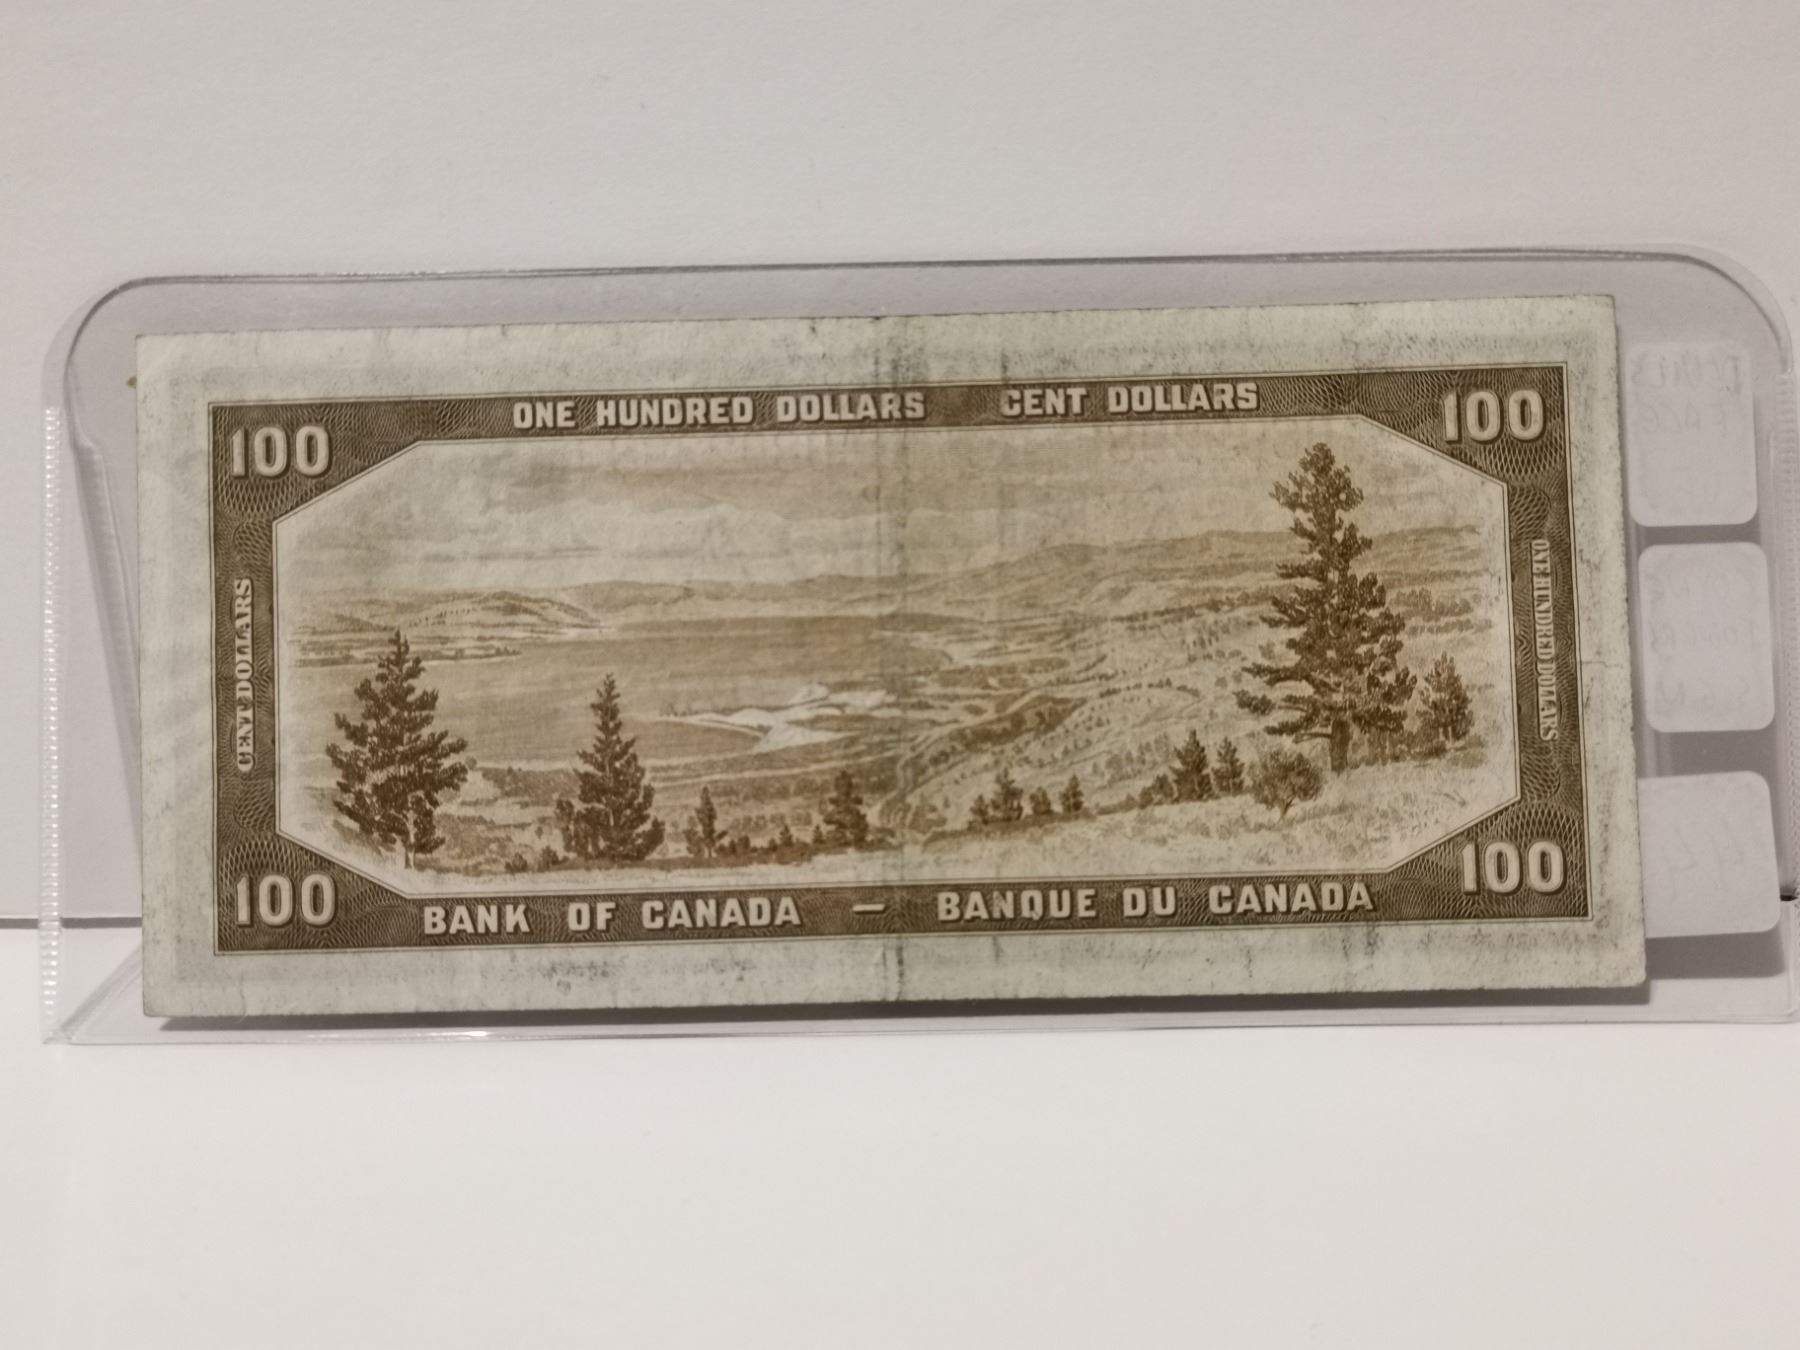 ONE HUNDRED DOLLARS CENT DOLLARS
100
100
CENT DOLLARS
ONE HUNDRED DOLLARS
100
100
BANK OF CANADA — BANQUE DU CANADA